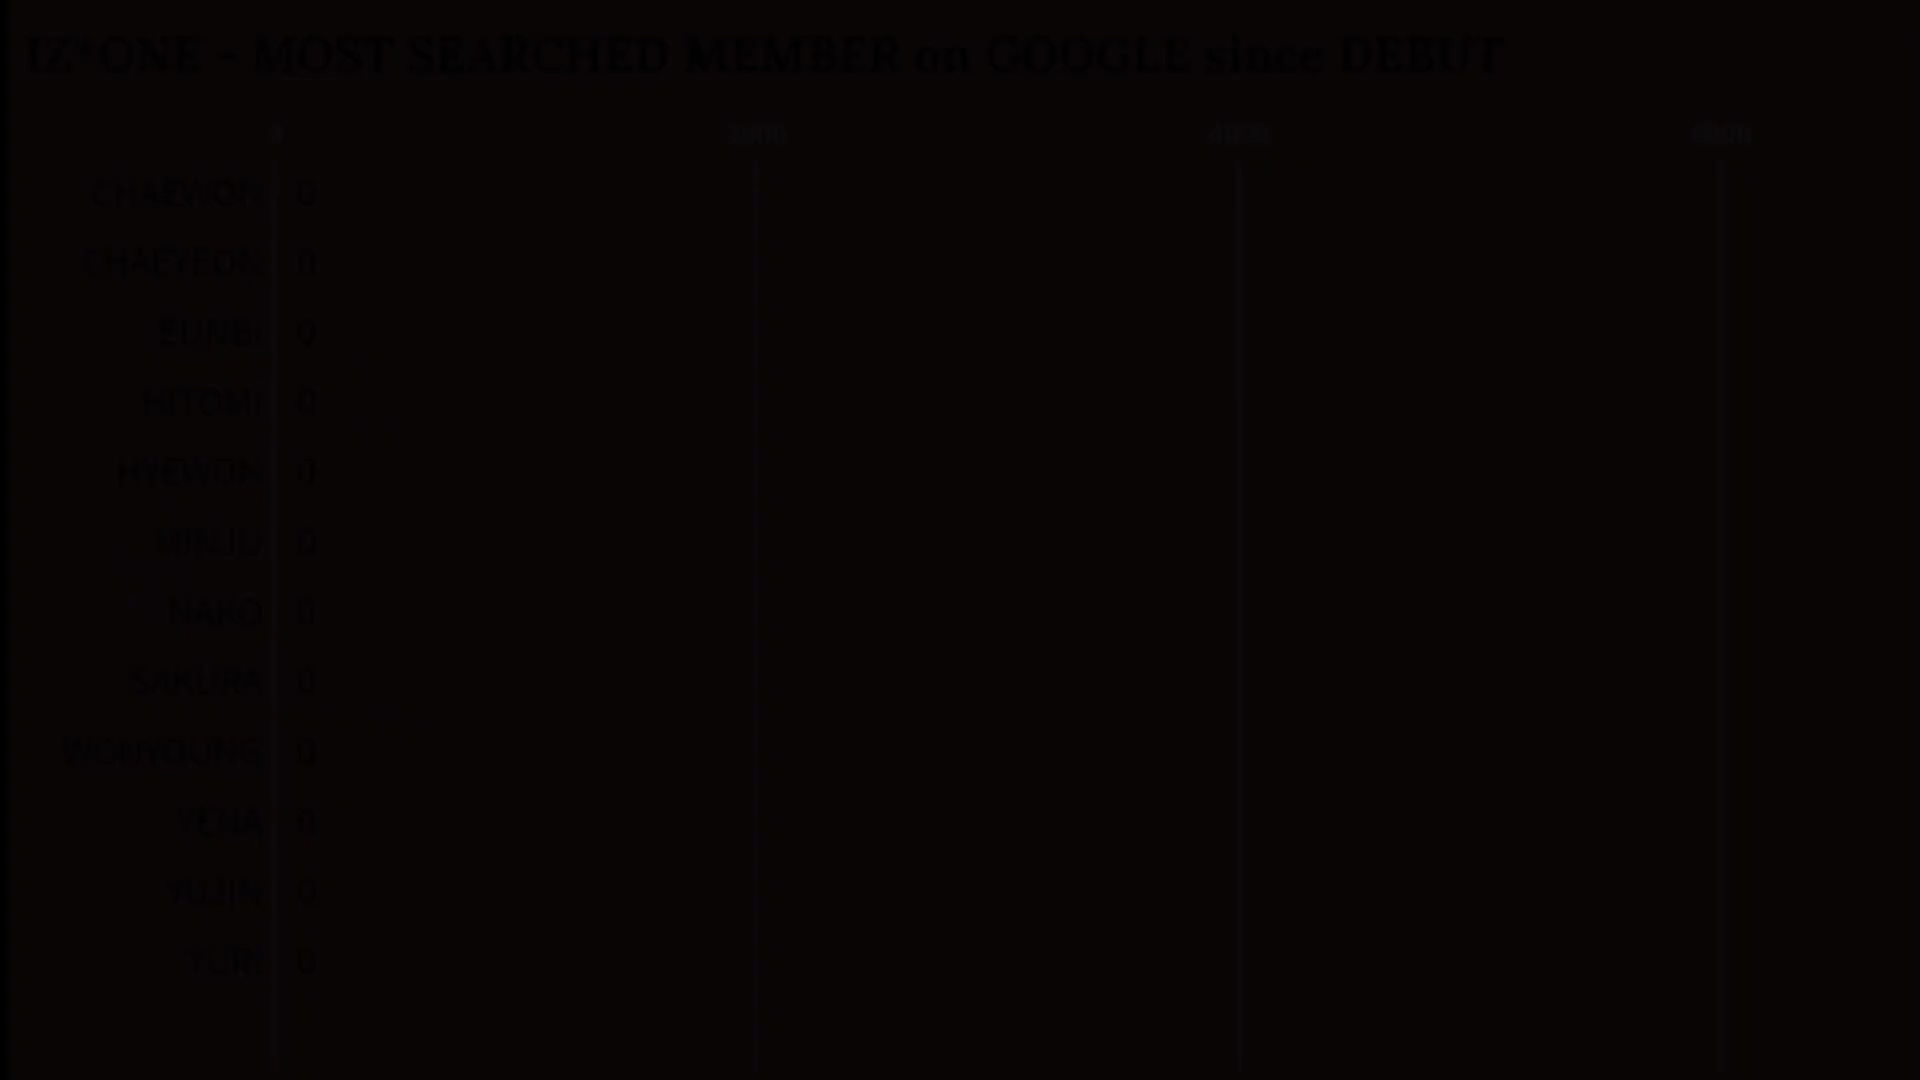 IZ*ONE - MOST SEARCHED MEMBER on GOOGLE since DEBUT
0
CHAEWON 0
CHAEYEON 0
EUNBI 0
HITOMI 0
HYEWON 0
MINJU 0
NAKO 0
SAKURA 0
WONYOUNG 0
YENA 0
YUJIN 0
YURI 0